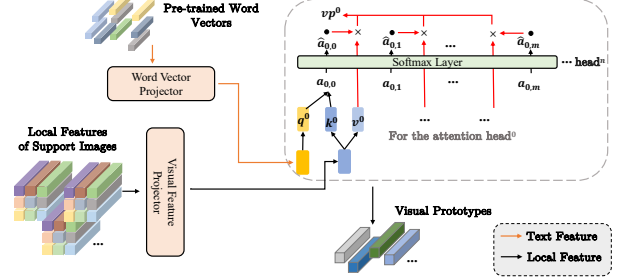 Pre-trained Word
Vectors
Word Vector
Projector
Local Features
of Support Images
Visual Feature
Projector
...
vp⁰
â₀,₀ × â₀,₁ × ... × â₀,ₘ
Softmax Layer
... headⁿ
a₀,₀ a₀,₁ ... a₀,ₘ
q⁰ k⁰ v⁰
... ...
For the attention head⁰
Visual Prototypes
...
Text Feature
Local Feature